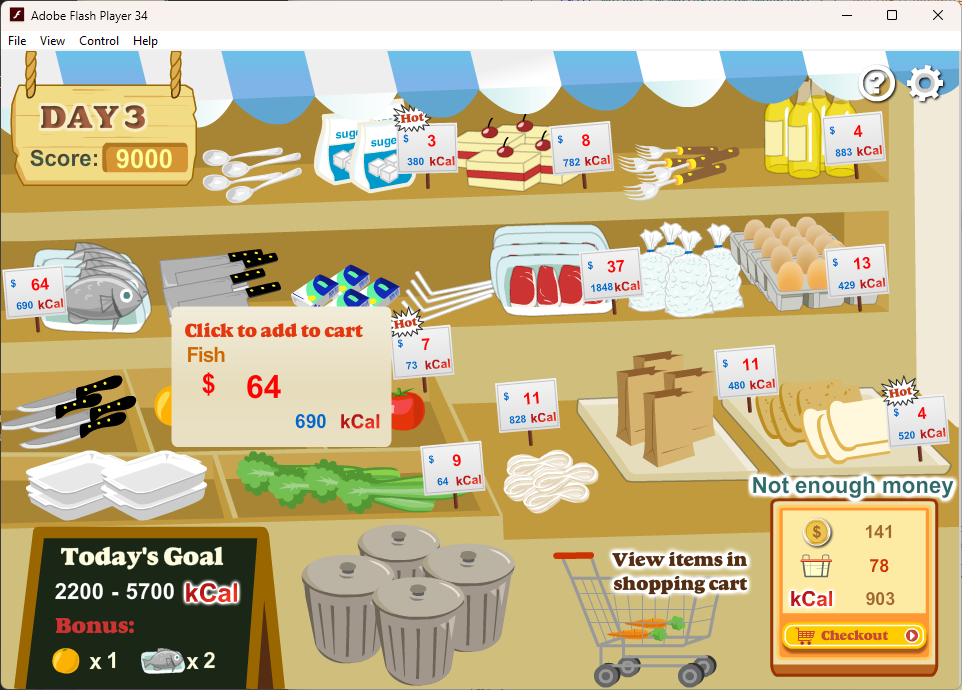 Adobe Flash Player 34
File View Control Help
DAY 3
Score: 9000
suge
suge
Hot
$ 3
380 kCal
$ 8
782 kCal
$ 4
883 kCal
$ 64
690 kCal
$ 37
1848 kCal
$ 13
429 kCal
Click to add to cart
Fish
$ 64
690 kCal
Hot
$ 7
73 kCal
$ 11
828 kCal
$ 11
480 kCal
Hot
$ 4
520 kCal
$ 9
64 kCal
Not enough money
$ 141
78
kCal 903
Checkout
Today's Goal
2200 - 5700 kCal
Bonus:
x 1
x 2
View items in
shopping cart
?